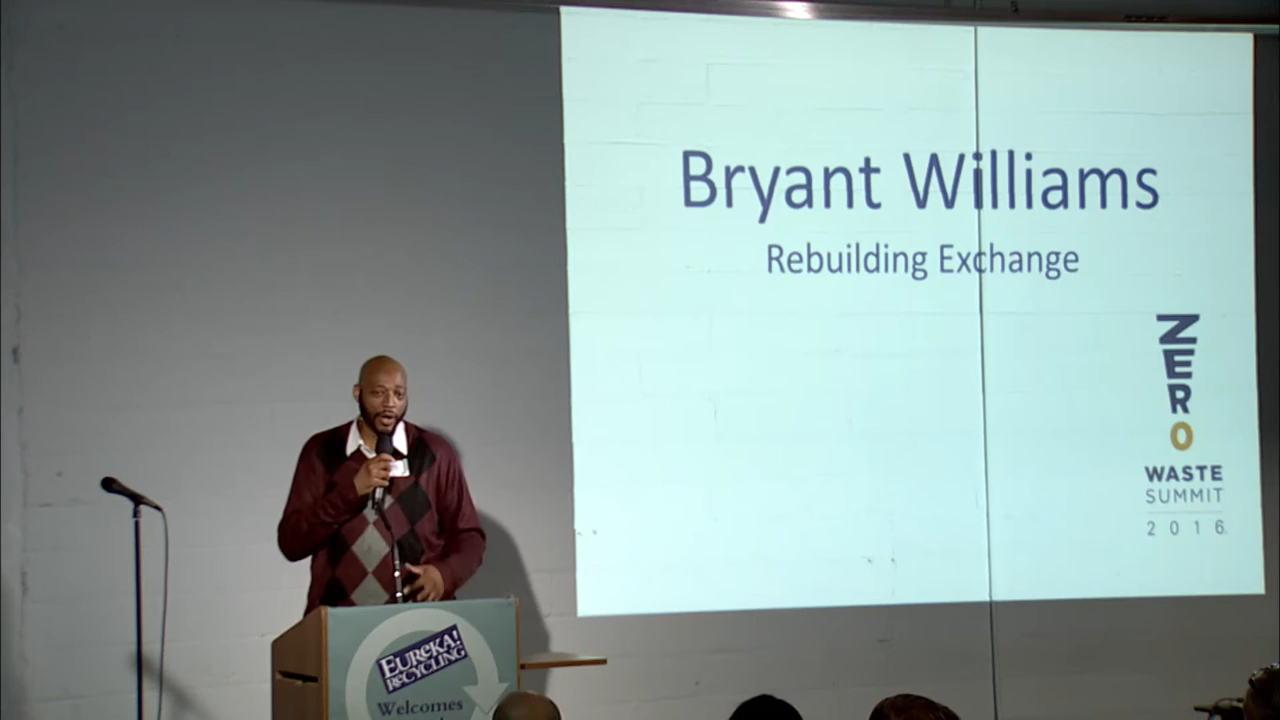 Bryant Williams
Rebuilding Exchange
ZERO
WASTE
SUMMIT
2016
EUREKA!
RECYCLING
Welcomes